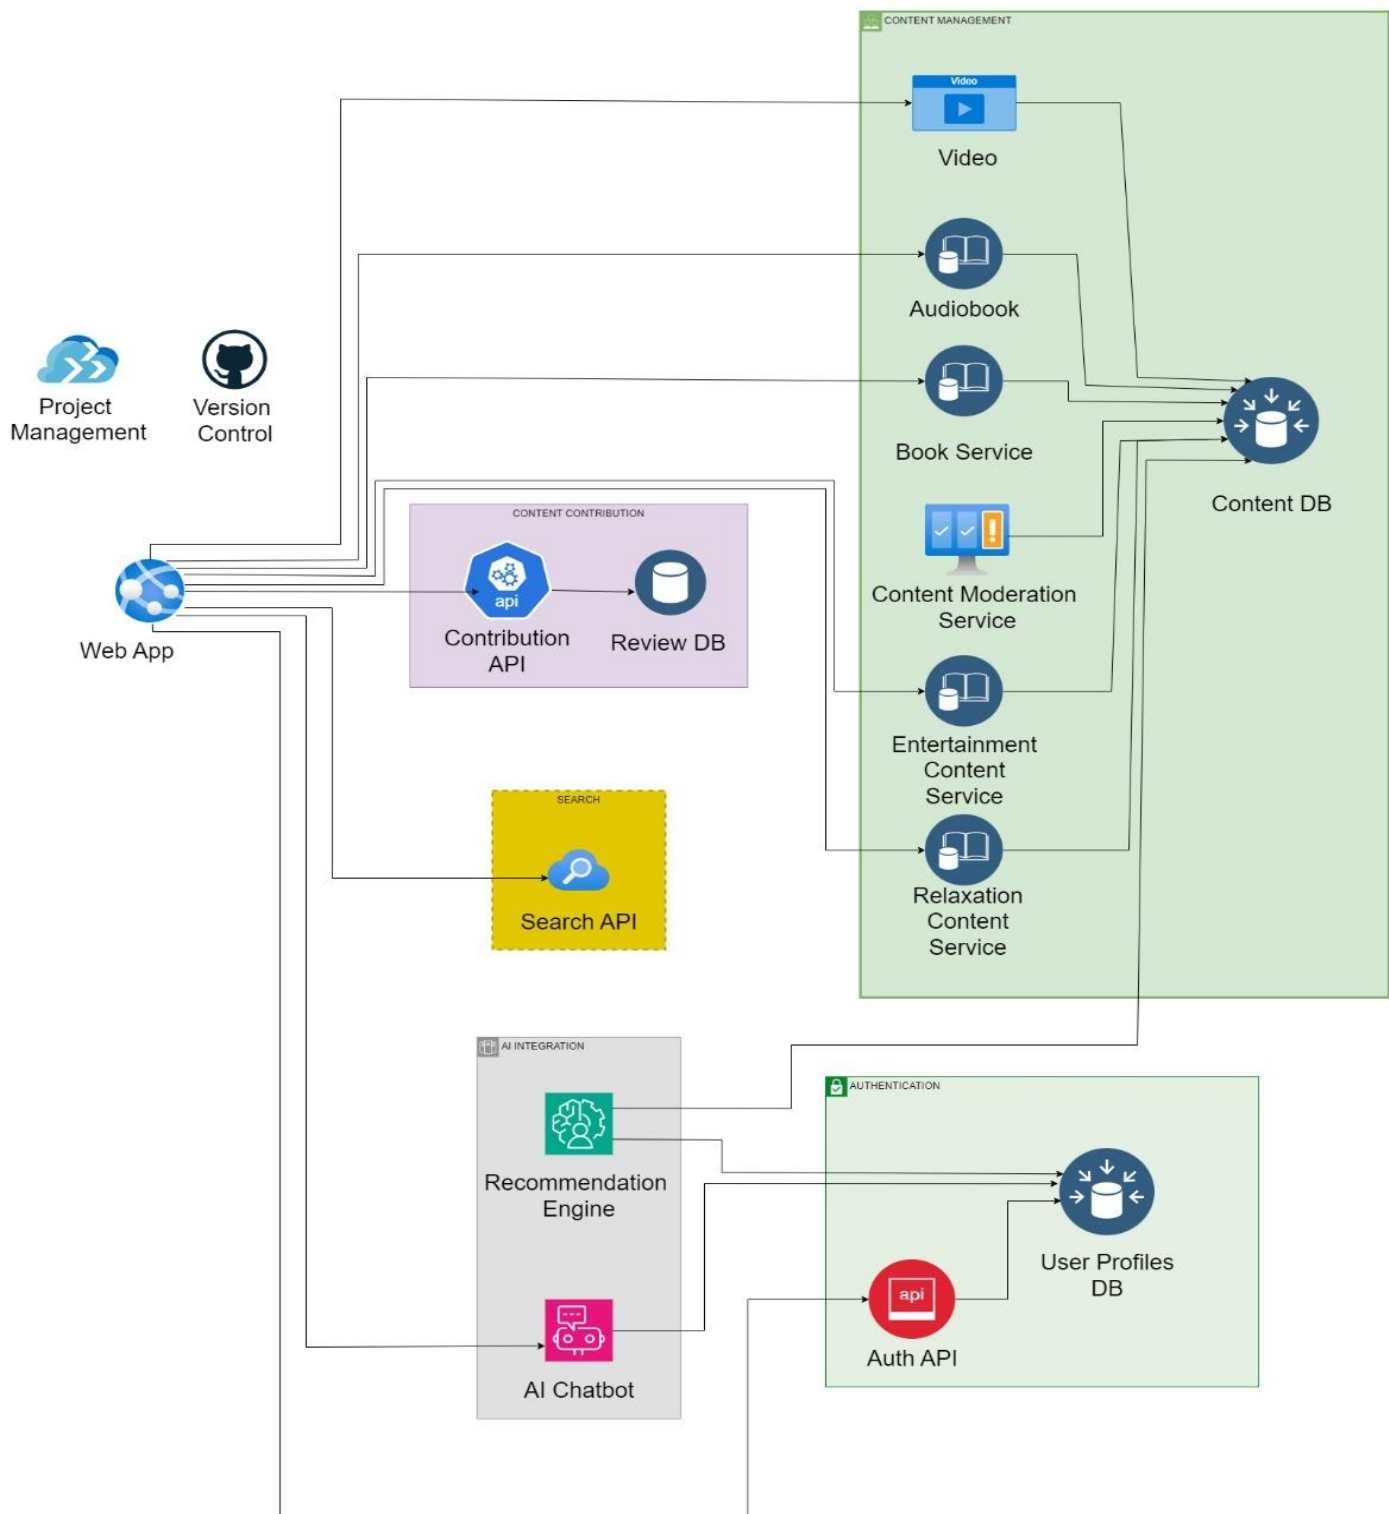 CONTENT MANAGEMENT
Video
Video
Audiobook
Project
Management
Version
Control
Book Service
Content DB
CONTENT CONTRIBUTION
api
Contribution
API
Review DB
Web App
Content Moderation
Service
Entertainment
Content
Service
SEARCH
Search API
Relaxation
Content
Service
AI INTEGRATION
Recommendation
Engine
AI Chatbot
AUTHENTICATION
User Profiles
DB
api
Auth API